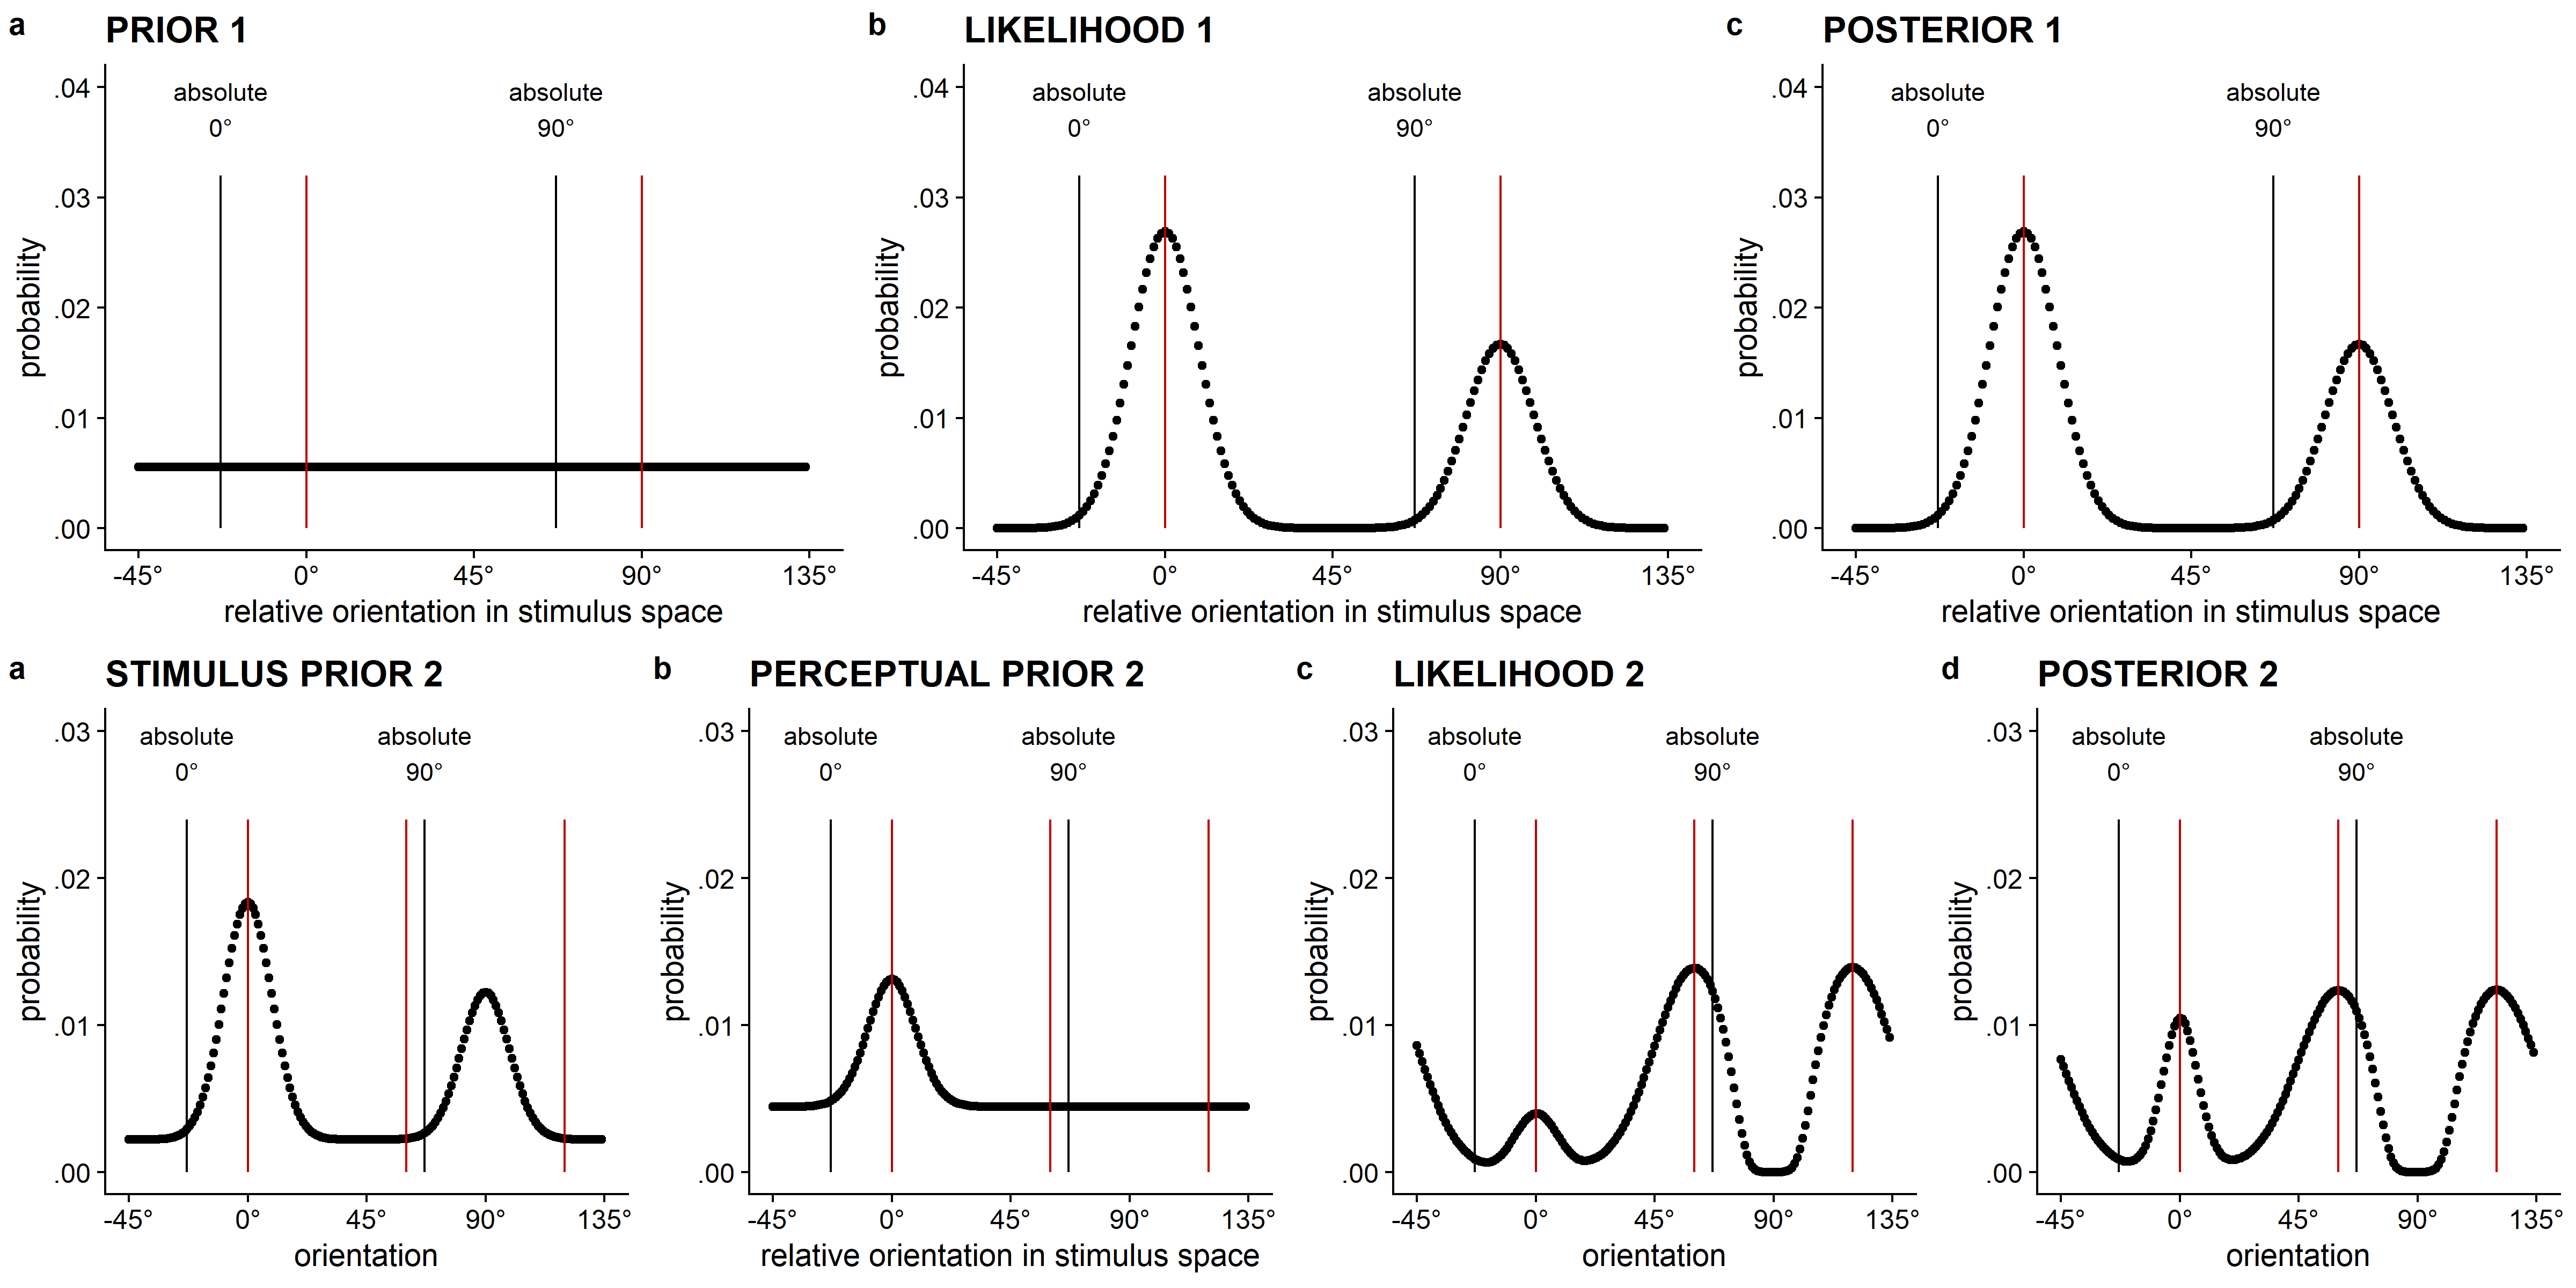 a PRIOR 1
.04
.03
.02
.01
.00
absolute
0°
absolute
90°
probability
-45° 0° 45° 90° 135°
relative orientation in stimulus space
b LIKELIHOOD 1
.04
.03
.02
.01
.00
absolute
0°
absolute
90°
probability
-45° 0° 45° 90° 135°
relative orientation in stimulus space
c POSTERIOR 1
.04
.03
.02
.01
.00
absolute
0°
absolute
90°
probability
-45° 0° 45° 90° 135°
relative orientation in stimulus space
a STIMULUS PRIOR 2
.03
.02
.01
.00
absolute
0°
absolute
90°
probability
-45° 0° 45° 90° 135°
orientation
b PERCEPTUAL PRIOR 2
.03
.02
.01
.00
absolute
0°
absolute
90°
probability
-45° 0° 45° 90° 135°
relative orientation in stimulus space
c LIKELIHOOD 2
.03
.02
.01
.00
absolute
0°
absolute
90°
probability
-45° 0° 45° 90° 135°
orientation
d POSTERIOR 2
.03
.02
.01
.00
absolute
0°
absolute
90°
probability
-45° 0° 45° 90° 135°
orientation